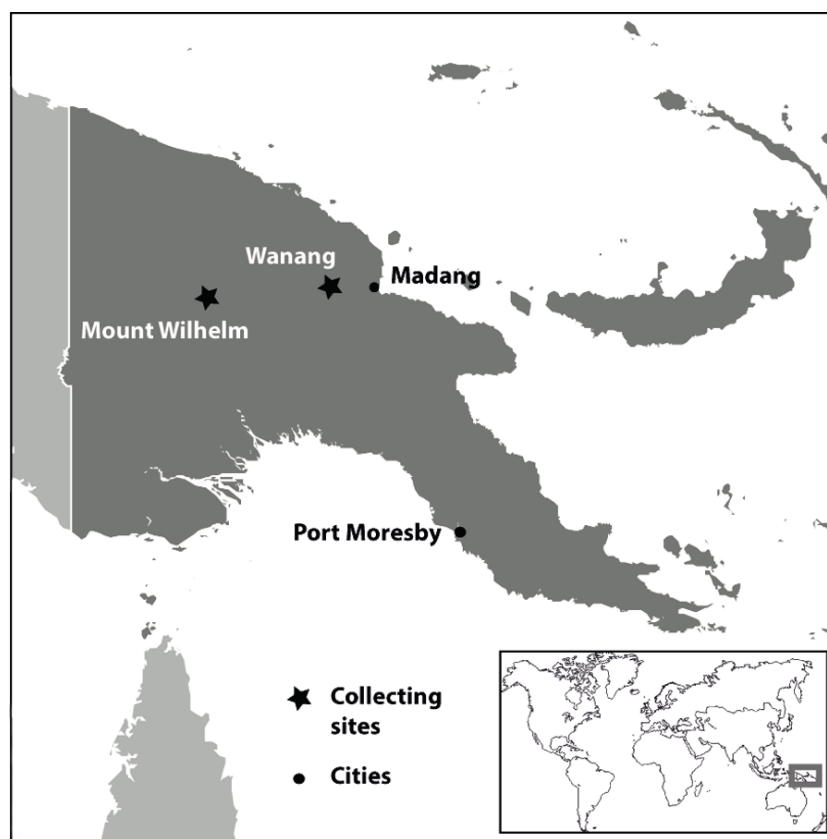 Wanang
Madang
Mount Wilhelm
Port Moresby
Collecting
sites
Cities